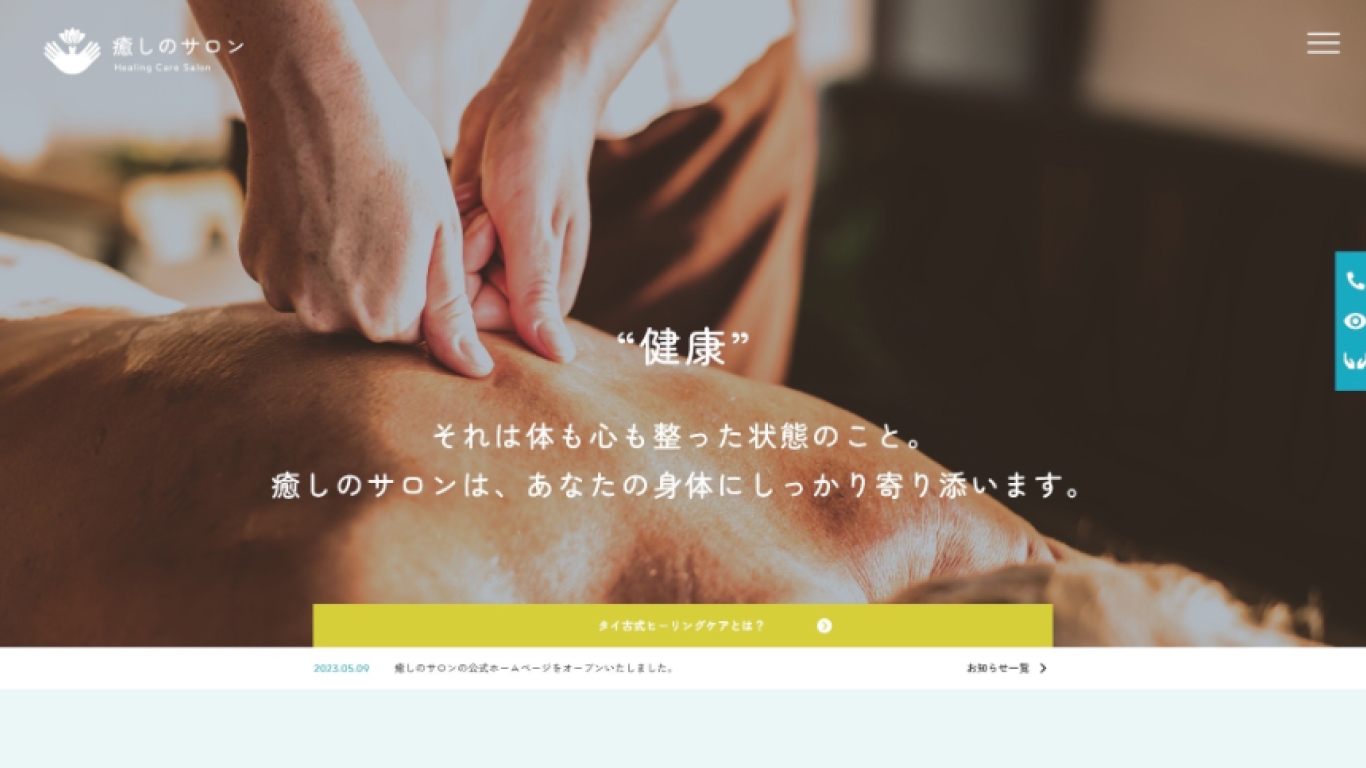 癒しのサロン
Healing Care Salon
“健康”
それは体も心も整った状態のこと。
癒しのサロンは、あなたの身体にしっかり寄り添います。
タイ古式ヒーリングケアとは？
2023.05.09 癒しのサロンの公式ホームページをオープンいたしました。 お知らせ一覧